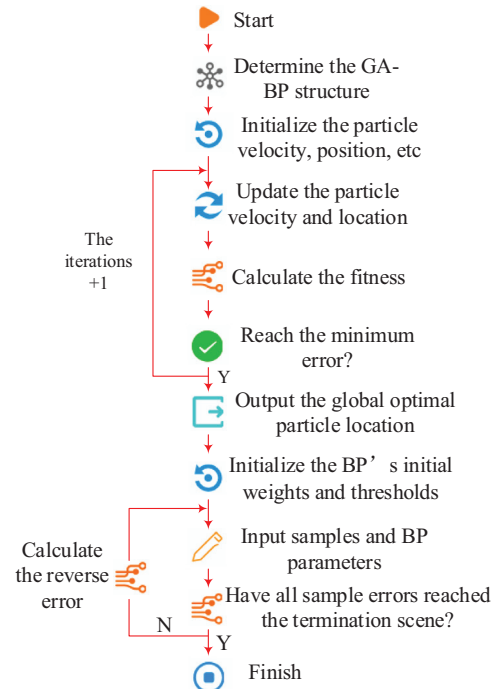 Start
Determine the GA-
BP structure
Initialize the particle
velocity, position, etc
Update the particle
velocity and location
The
iterations
+1
Calculate the fitness
Reach the minimum
error?
Y
Output the global optimal
particle location
Initialize the BP’s initial
weights and thresholds
Input samples and BP
parameters
Calculate
the reverse
error
Have all sample errors reached
the termination scene?
N
Y
Finish